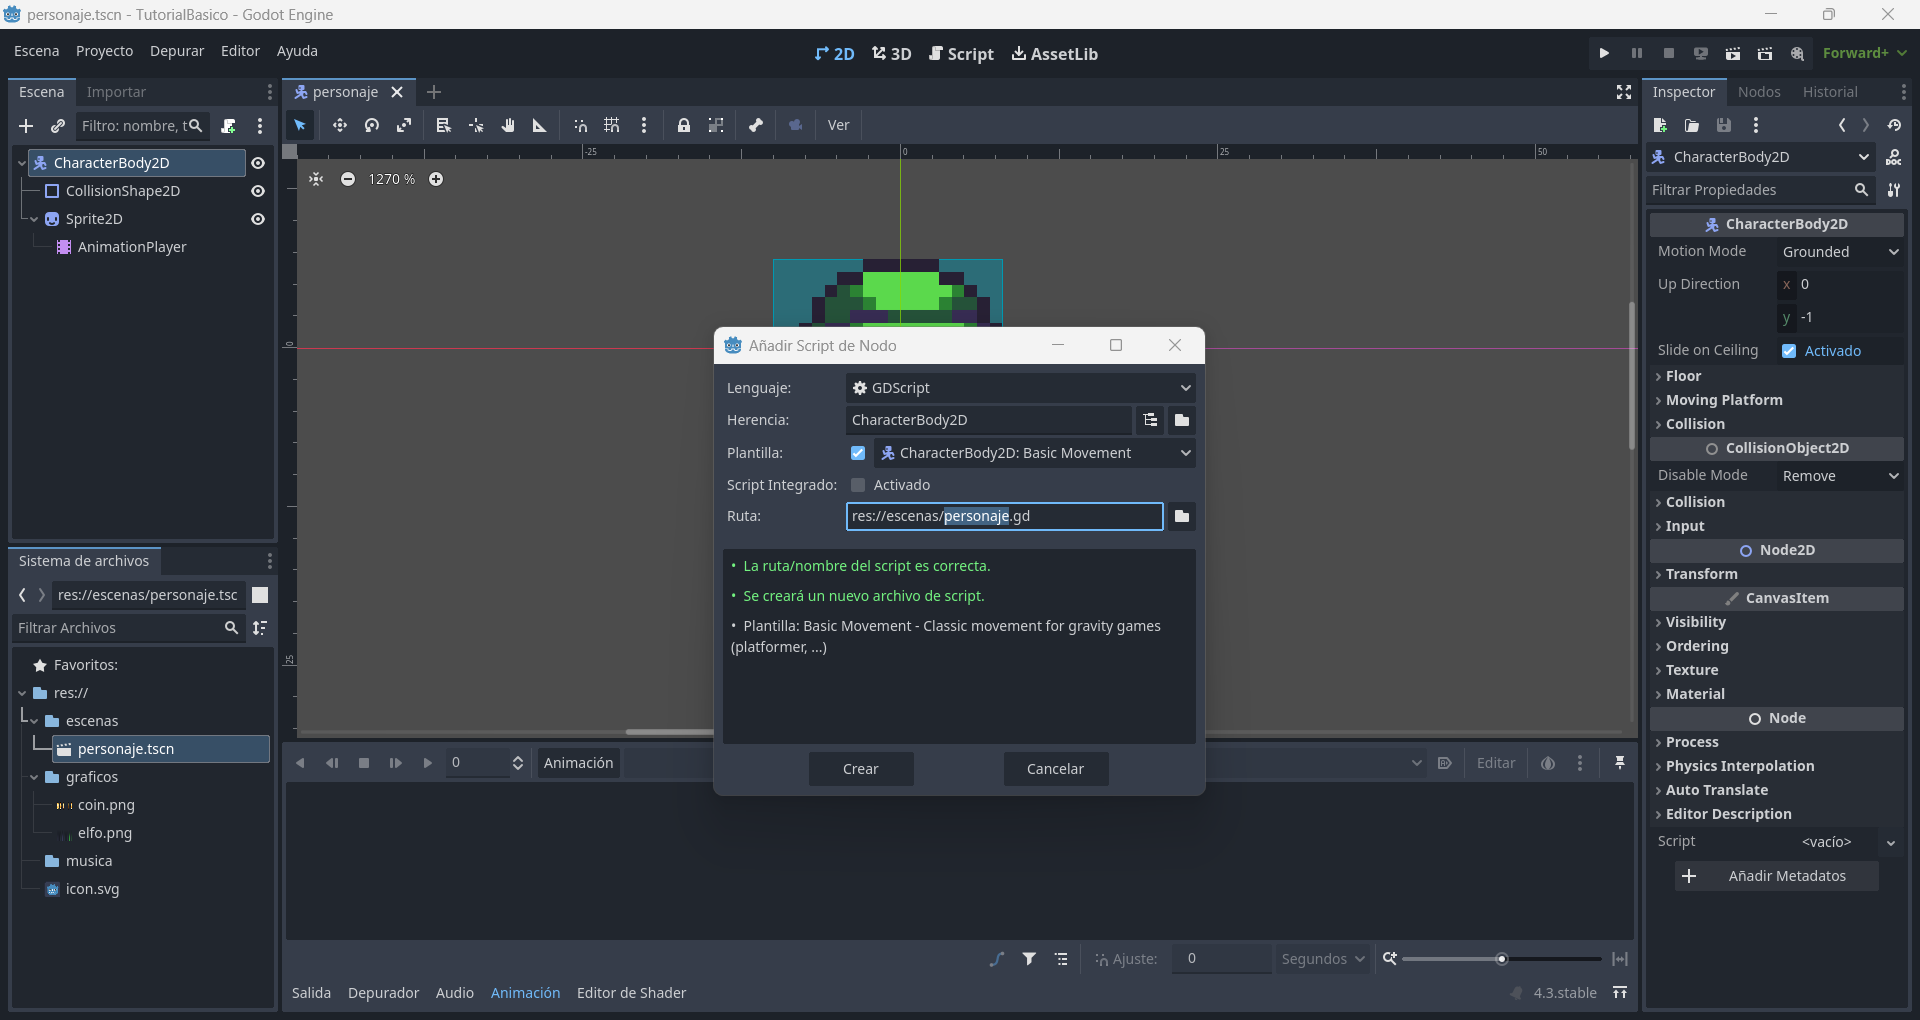 personaje.tscn - TutorialBasico - Godot Engine
Escena Proyecto Depurar Editor Ayuda
2D 3D Script AssetLib
Forward+
Escena Importar
Filtro: nombre, t
CharacterBody2D
CollisionShape2D
Sprite2D
AnimationPlayer
Sistema de archivos
res://escenas/personaje.tsc
Filtrar Archivos
Favoritos:
res://
escenas
personaje.tscn
graficos
coin.png
elfo.png
musica
icon.svg
personaje
Ver
-25 0 25 50
1270 %
0
25
Añadir Script de Nodo
Lenguaje: GDScript
Herencia: CharacterBody2D
Plantilla: CharacterBody2D: Basic Movement
Script Integrado: Activado
Ruta: res://escenas/personaje.gd
• La ruta/nombre del script es correcta.
• Se creará un nuevo archivo de script.
• Plantilla: Basic Movement - Classic movement for gravity games
(platformer, ...)
Crear Cancelar
0 Animación Editar
Ajuste: 0 Segundos
Salida Depurador Audio Animación Editor de Shader
4.3.stable
Inspector Nodos Historial
CharacterBody2D
Filtrar Propiedades
CharacterBody2D
Motion Mode Grounded
Up Direction x 0
y -1
Slide on Ceiling Activado
Floor
Moving Platform
Collision
CollisionObject2D
Disable Mode Remove
Collision
Input
Node2D
Transform
CanvasItem
Visibility
Ordering
Texture
Material
Node
Process
Physics Interpolation
Auto Translate
Editor Description
Script <vacío>
Añadir Metadatos